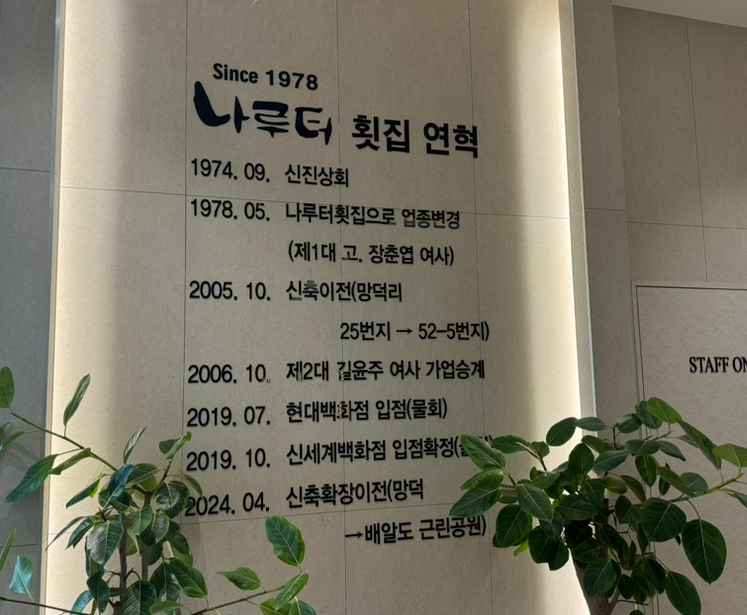 Since 1978
나루터 횟집 연혁
1974. 09. 신진상회
1978. 05. 나루터횟집으로 업종변경
(제1대 고. 장춘엽 여사)
2005. 10. 신축이전(망덕리
25번지 → 52-5번지)
2006. 10. 제2대 길윤주 여사 가업승계
2019. 07. 현대백화점 입점(물회)
2019. 10. 신세계백화점 입점확정(
2024. 04. 신축확장이전(망덕
→배알도 근린공원)
STAFF